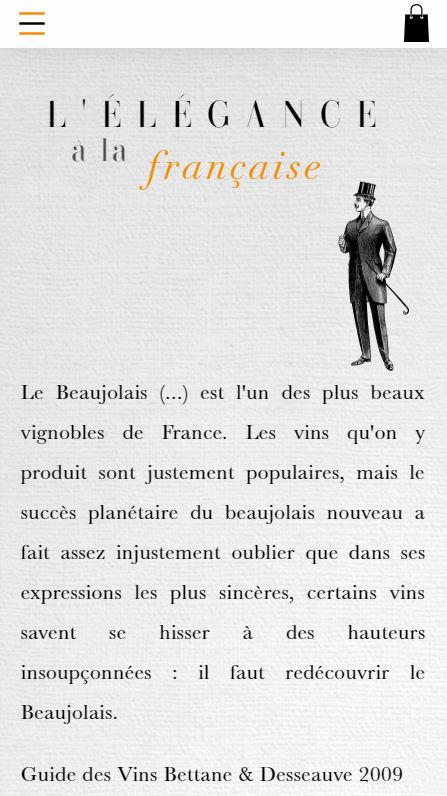 L'ÉLÉGANCE
à la
française
Le Beaujolais (...) est l'un des plus beaux
vignobles de France. Les vins qu'on y
produit sont justement populaires, mais le
succès planétaire du beaujolais nouveau a
fait assez injustement oublier que dans ses
expressions les plus sincères, certains vins
savent se hisser à des hauteurs
insoupçonnées : il faut redécouvrir le
Beaujolais.
Guide des Vins Bettane & Desseauve 2009